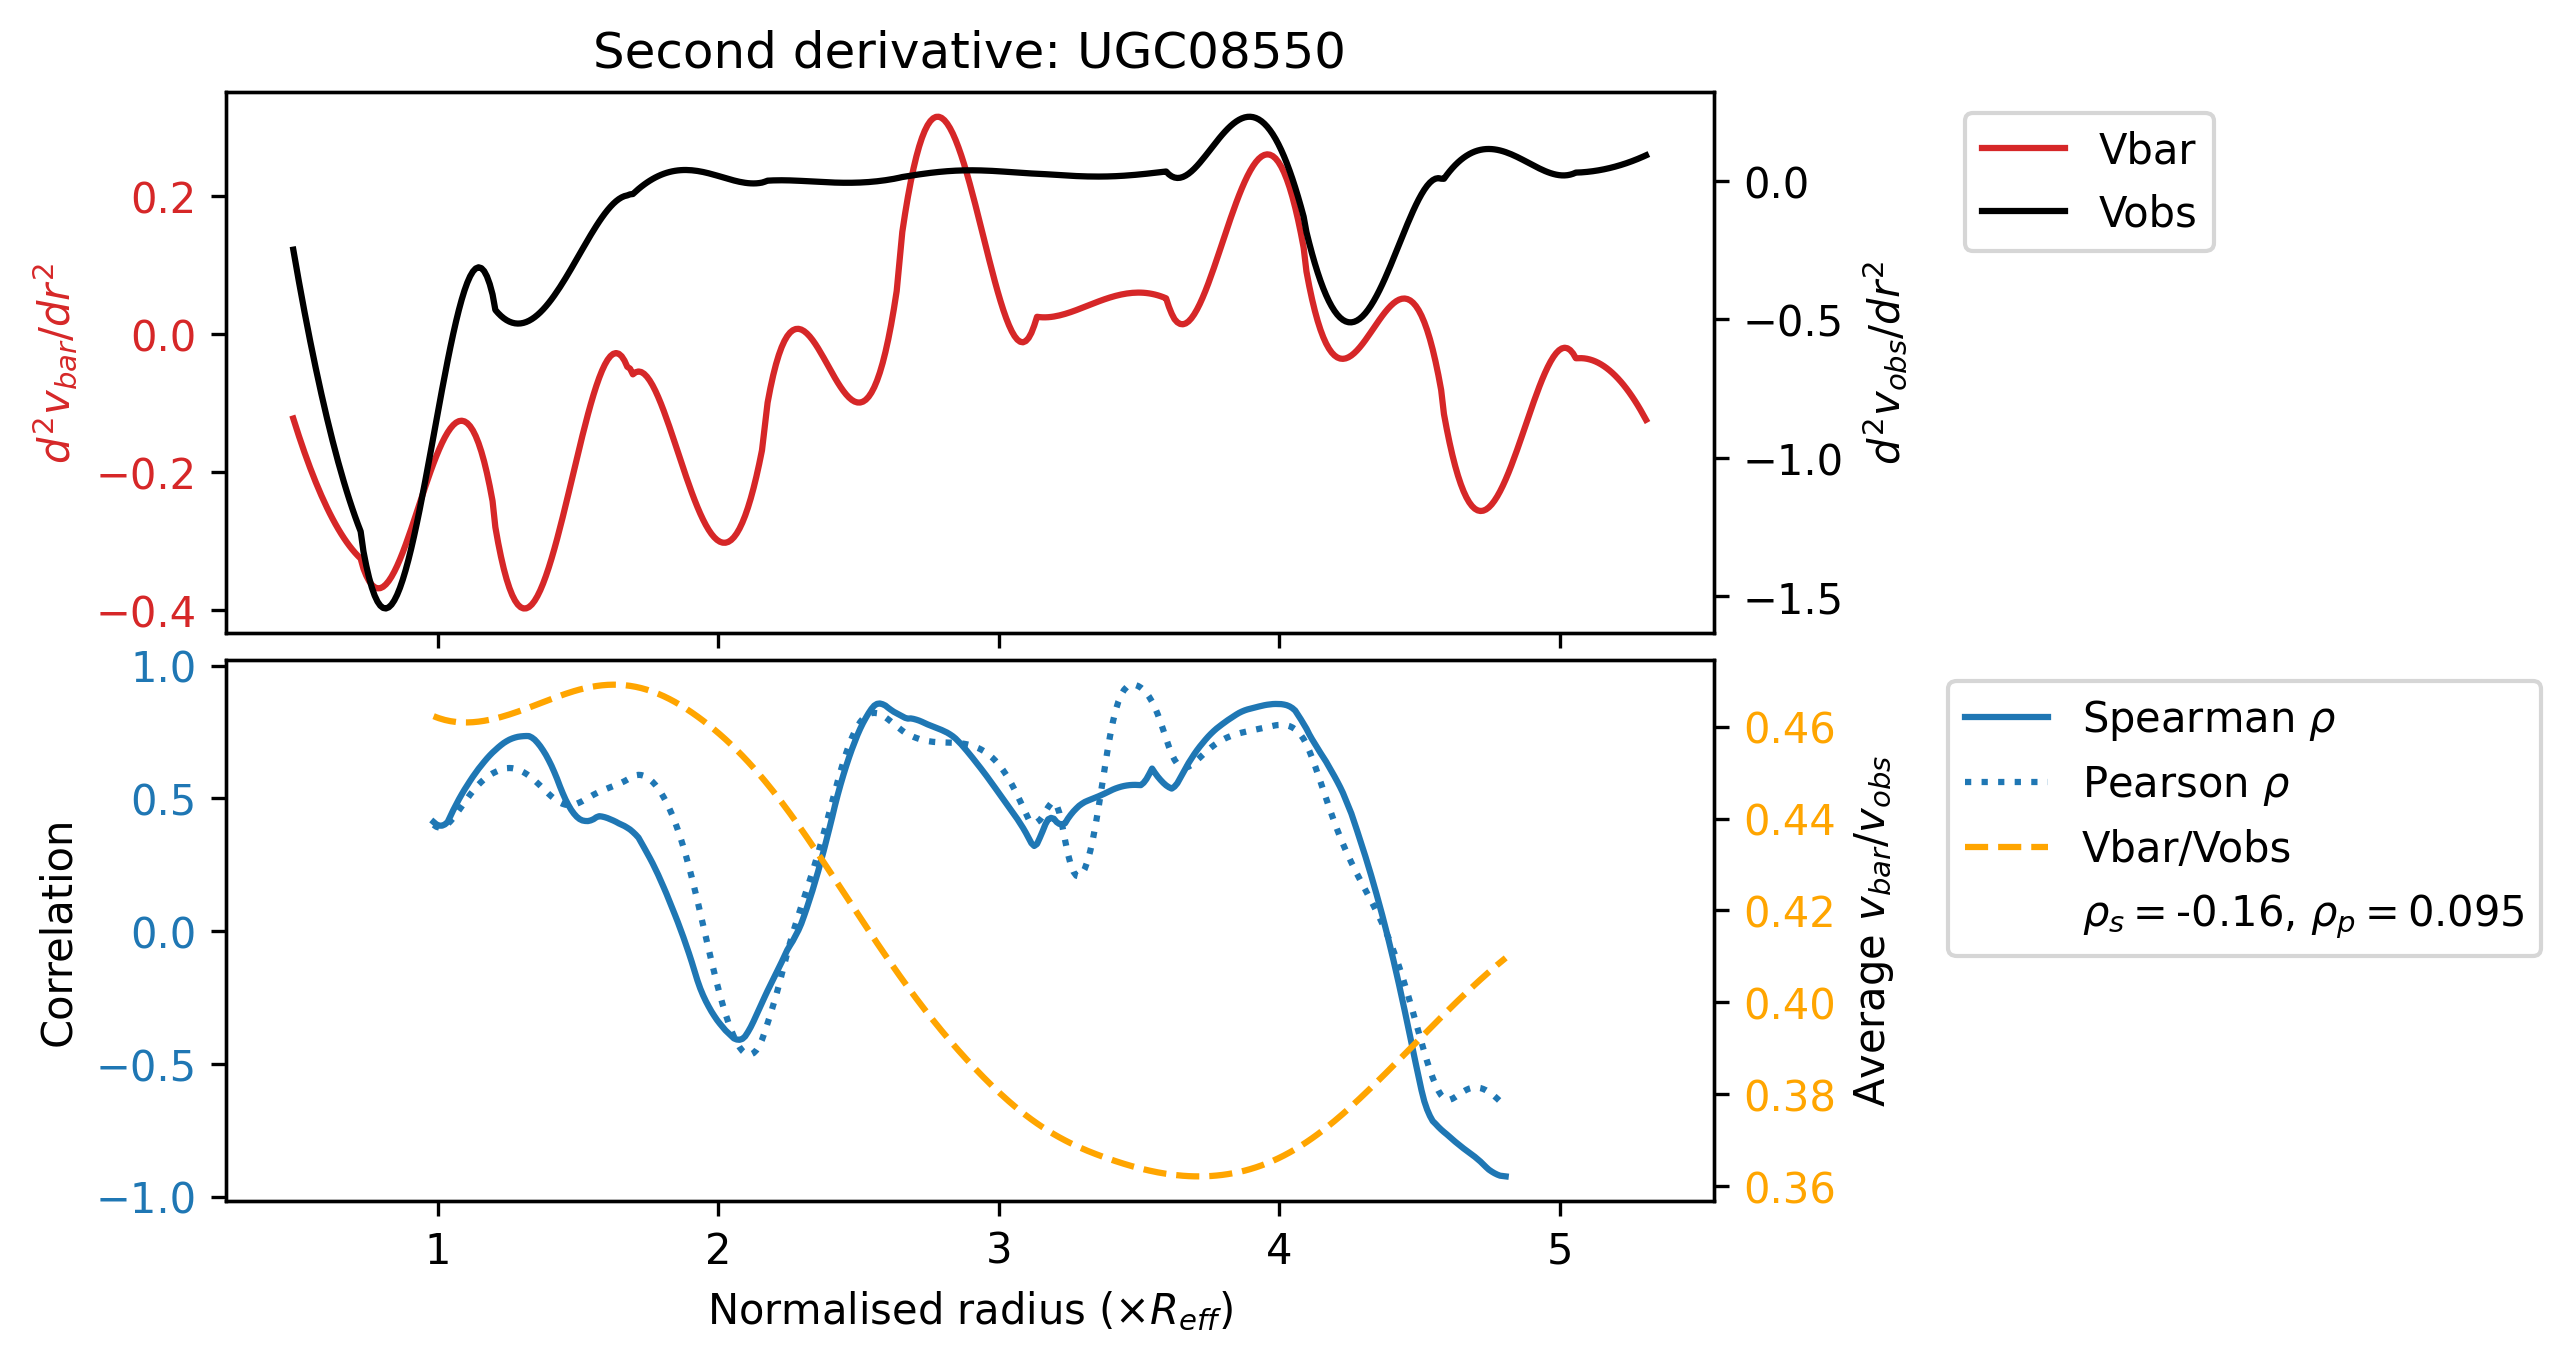 Second derivative: UGC08550
0.2
0.0
−0.2
−0.4
d²v_bar/dr²
0.0
−0.5
−1.0
−1.5
d²v_obs/dr²
Vbar
Vobs
1.0
0.5
0.0
−0.5
−1.0
Correlation
0.46
0.44
0.42
0.40
0.38
0.36
Average v_bar/v_obs
Spearman ρ
Pearson ρ
Vbar/Vobs
ρ_s = -0.16, ρ_p = 0.095
1 2 3 4 5
Normalised radius (×R_eff)